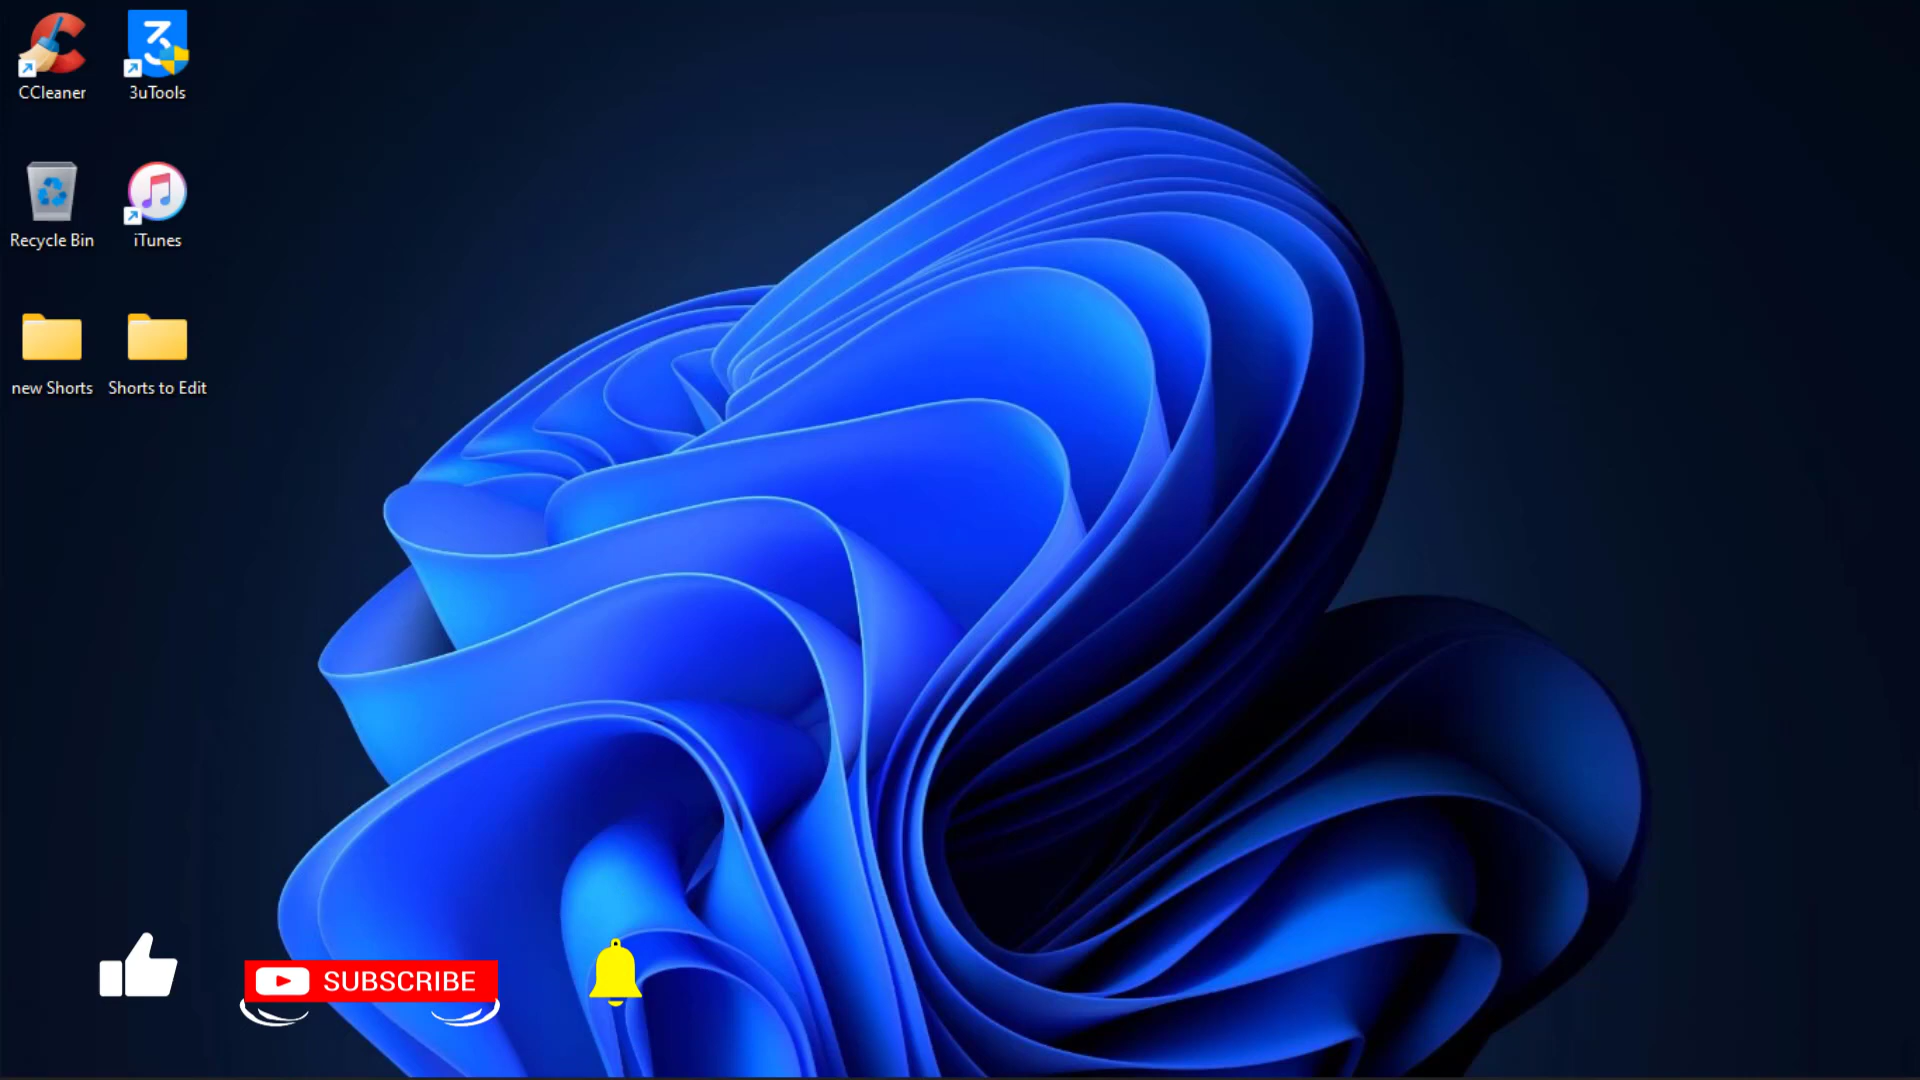 CCleaner
3uTools
Recycle Bin
iTunes
new Shorts
Shorts to Edit
SUBSCRIBE